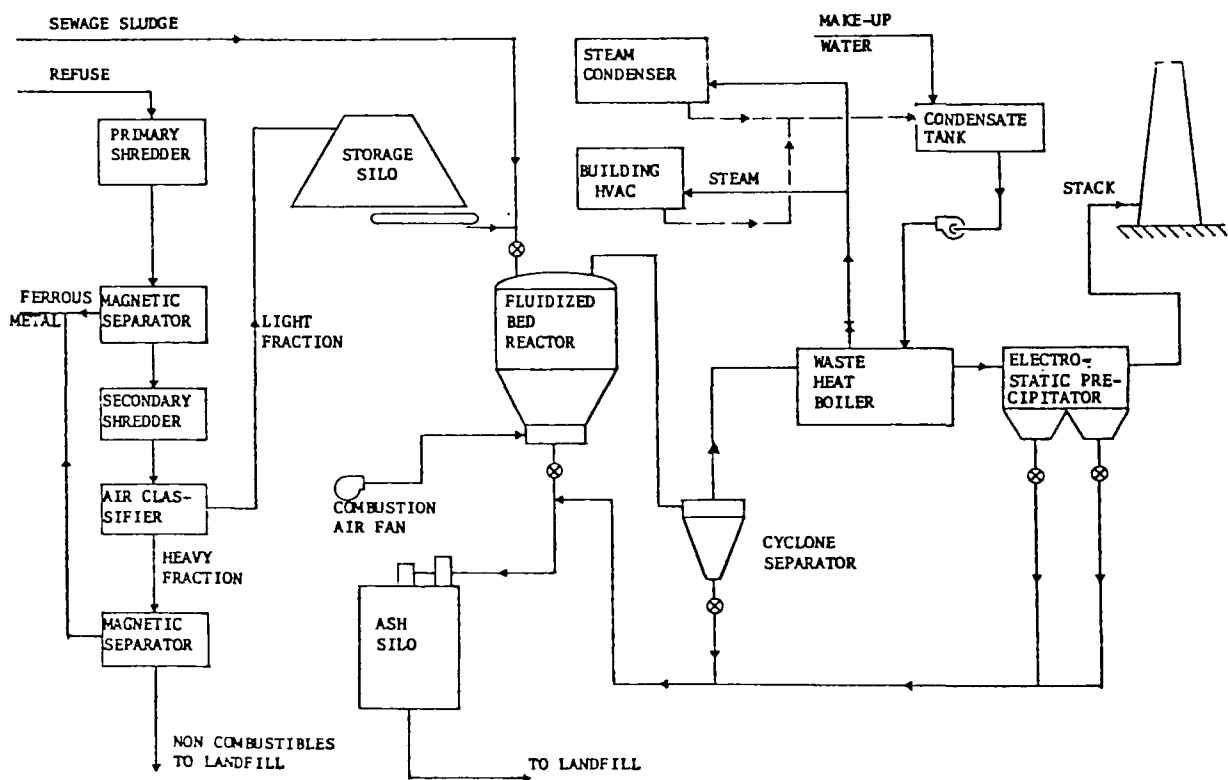 SEWAGE SLUDGE
REFUSE
PRIMARY
SHREDDER
MAGNETIC
SEPARATOR
FERROUS
METAL
SECONDARY
SHREDDER
AIR CLAS-
SIFIER
LIGHT
FRACTION
HEAVY
FRACTION
MAGNETIC
SEPARATOR
NON COMBUSTIBLES
TO LANDFILL
STORAGE
SILO
FLUIDIZED
BED
REACTOR
COMBUSTION
AIR FAN
ASH
SILO
TO LANDFILL
STEAM
CONDENSER
BUILDING
HVAC
STEAM
MAKE-UP
WATER
CONDENSATE
TANK
STACK
WASTE
HEAT
BOILER
ELECTRO-
STATIC PRE-
CIPITATOR
CYCLONE
SEPARATOR